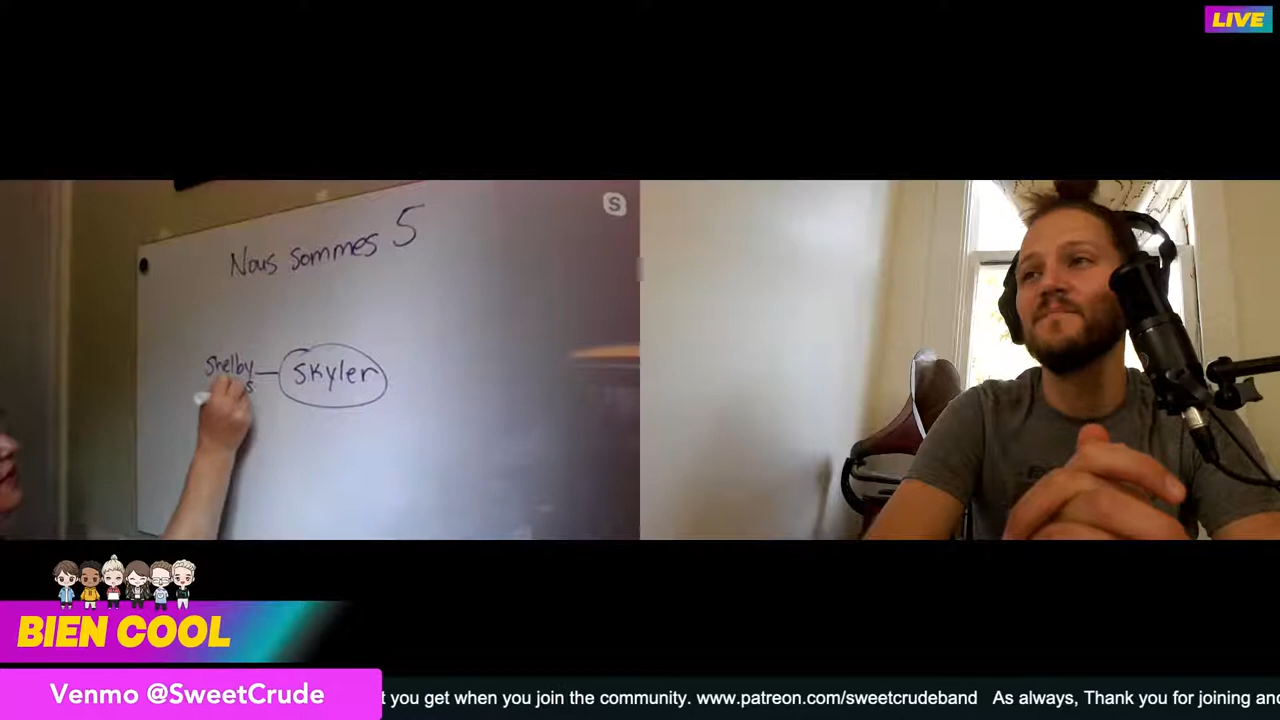 LIVE
S
Nous sommes 5
Shelby
Skyler
s
BIEN COOL
Venmo @SweetCrude
t you get when you join the community. www.patreon.com/sweetcrudeband As always, Thank you for joining and